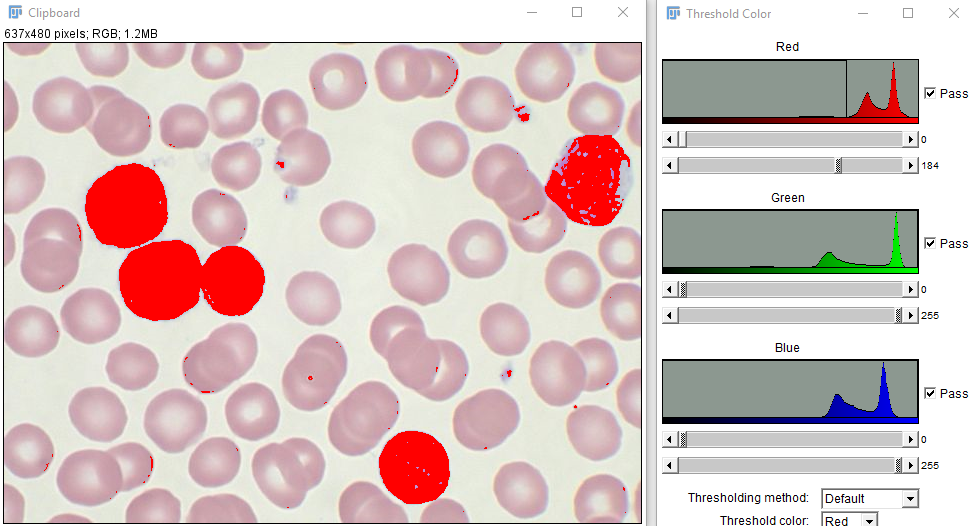 Clipboard
637x480 pixels; RGB; 1.2MB
Threshold Color
Red
Pass
0
184
Green
Pass
0
255
Blue
Pass
0
255
Thresholding method: Default
Threshold color: Red